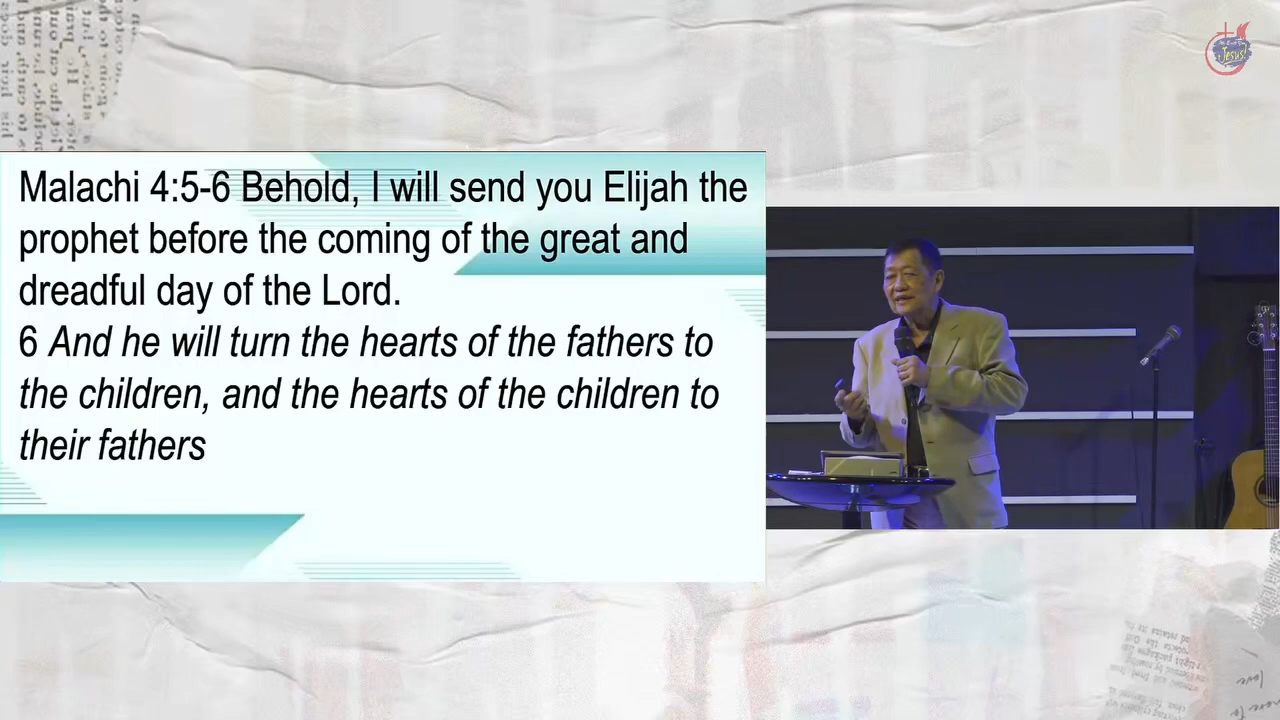 Malachi 4:5-6 Behold, I will send you Elijah the
prophet before the coming of the great and
dreadful day of the Lord.
6 And he will turn the hearts of the fathers to
the children, and the hearts of the children to
their fathers
Jesus!